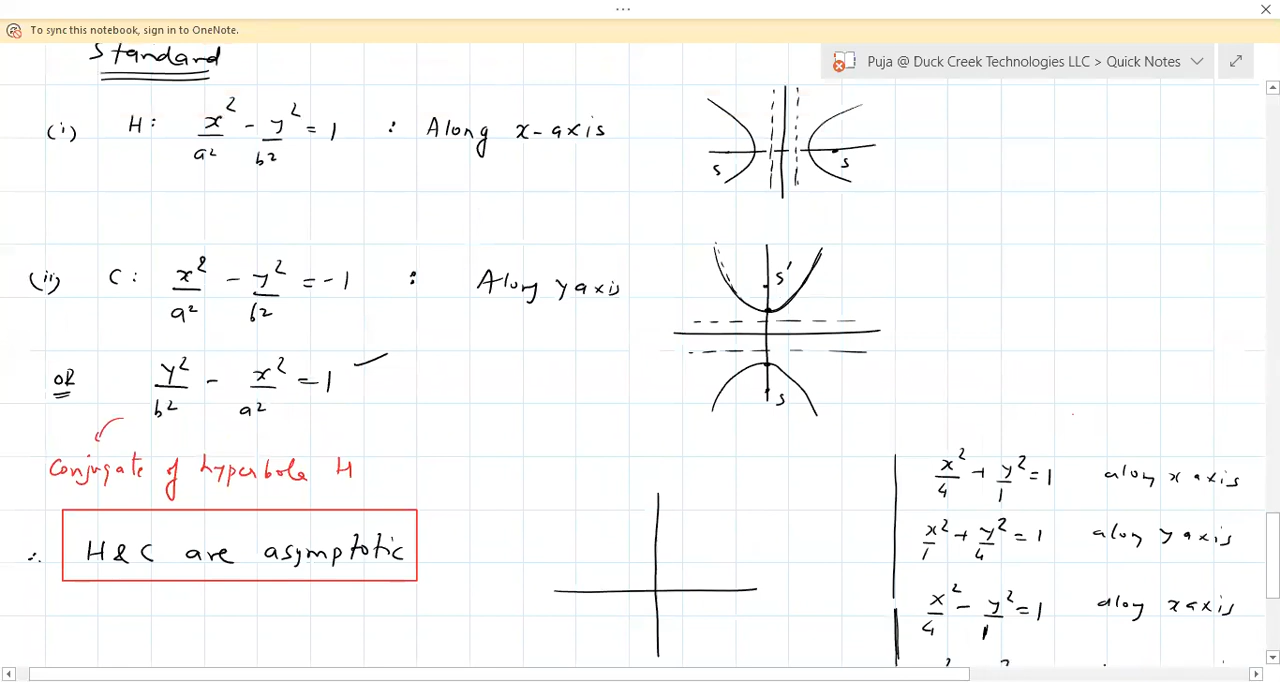 To sync this notebook, sign in to OneNote.
Puja @ Duck Creek Technologies LLC > Quick Notes
Standard
(i) H: x²/a² - y²/b² = 1 : Along x-axis
S S
(ii) C: x²/a² - y²/b² = -1 : Along y axis
S'
OR y²/b² - x²/a² = 1
S
Conjugate of hyperbola H
∴ H & C are asymptotic
x²/4 + y²/1 = 1 along x axis
x²/1 + y²/4 = 1 along y axis
x²/4 - y²/1 = 1 along x axis